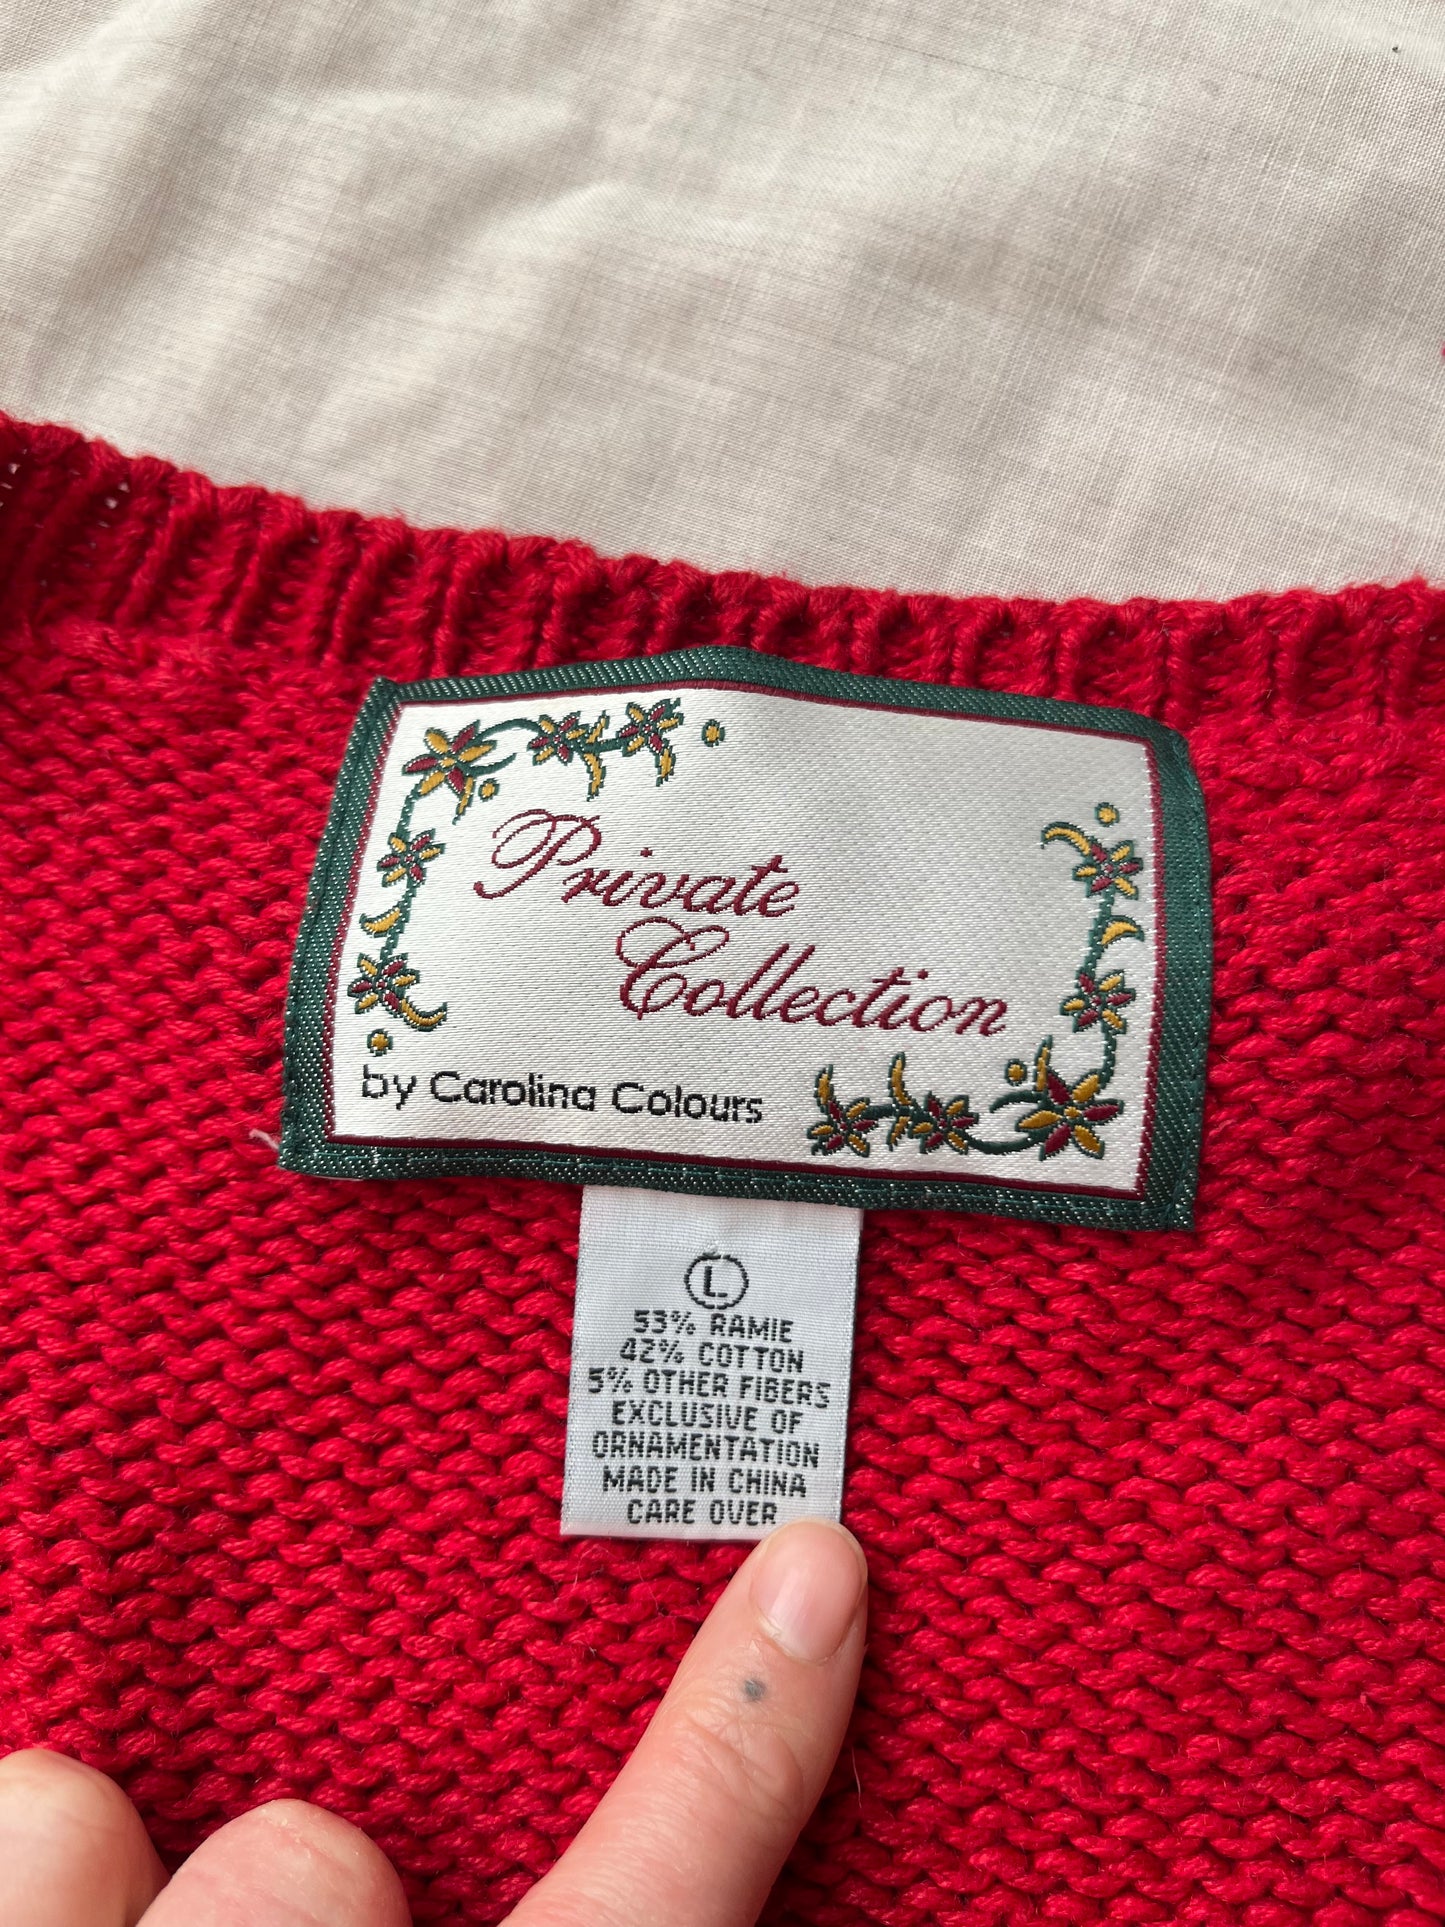 Private
Collection
by Carolina Colours
L
53% RAMIE
42% COTTON
5% OTHER FIBERS
EXCLUSIVE OF
ORNAMENTATION
MADE IN CHINA
CARE OVER